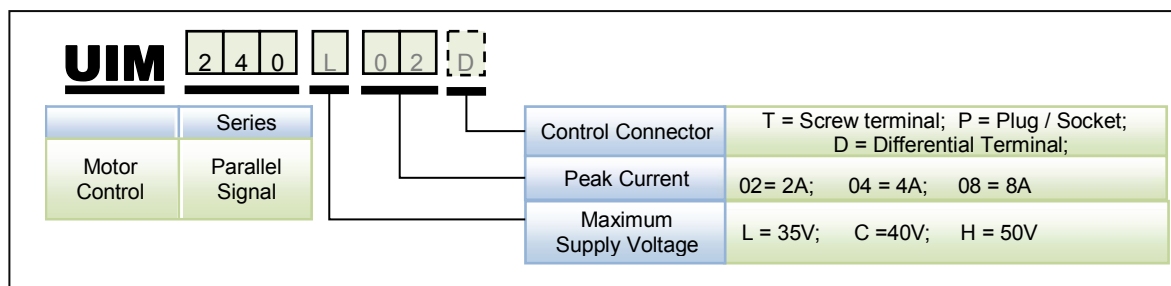 UIM 2 4 0 L 0 2 D
Series
Motor Control
Parallel Signal
Control Connector
T = Screw terminal; P = Plug / Socket;
D = Differential Terminal;
Peak Current
02= 2A; 04 = 4A; 08 = 8A
Maximum
Supply Voltage
L = 35V; C =40V; H = 50V